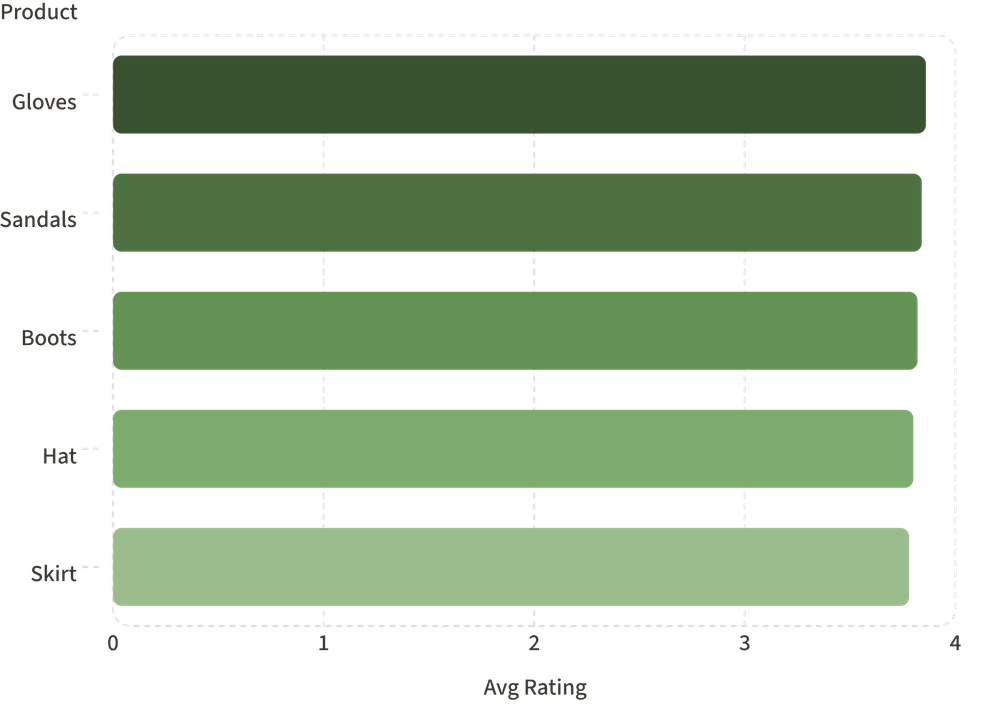 Product
Gloves
Sandals
Boots
Hat
Skirt
0 1 2 3 4
Avg Rating